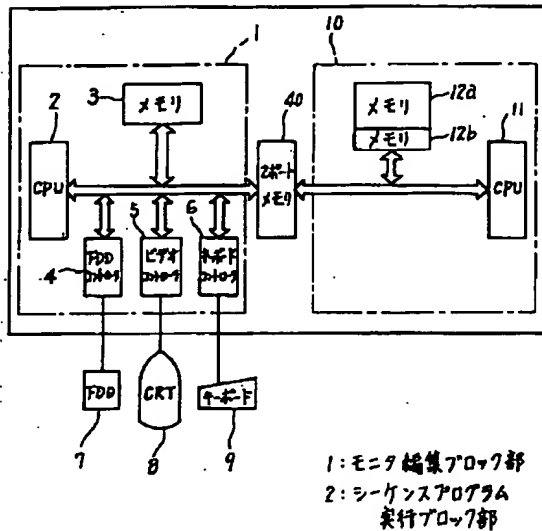 1
10
3
メモリ
2
40
メモリ
12a
11
メモリ
12b
CPU
2ポート
メモリ
CPU
5
6
4
FDD
コントローラ
ビデオ
コントローラ
キーボード
コントローラ
FDD
CRT
キーボード
7
8
9
1:モニタ編集ブロック部
2:シーケンスプログラム
実行ブロック部